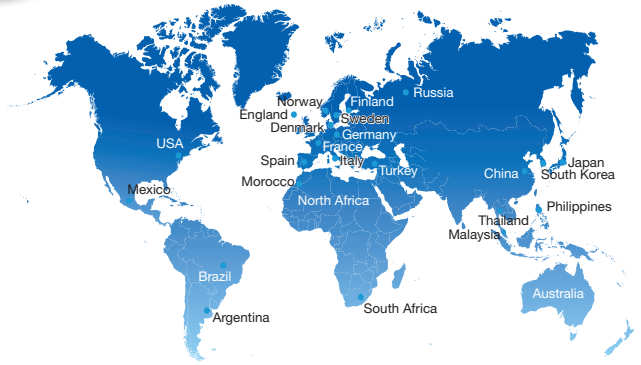 Norway
Finland
Russia
England
Sweden
Denmark
Germany
USA
France
Spain
Italy
Japan
Turkey
China
South Korea
Morocco
Mexico
North Africa
Philippines
Thailand
Malaysia
Brazil
Australia
South Africa
Argentina